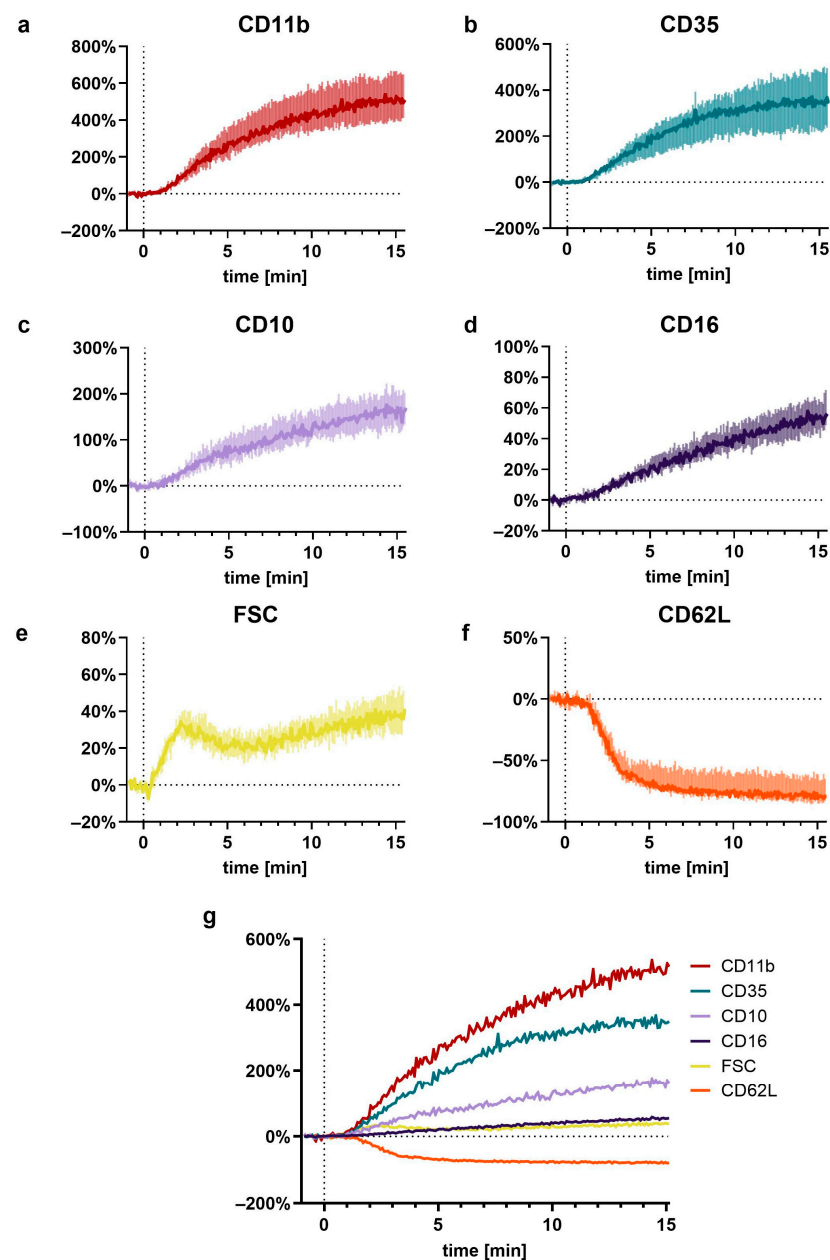 a CD11b
800%
600%
400%
200%
0%
–200%
0 5 10 15
time [min]
b CD35
600%
400%
200%
0%
–200%
0 5 10 15
time [min]
c CD10
300%
200%
100%
0%
–100%
0 5 10 15
time [min]
d CD16
100%
80%
60%
40%
20%
0%
–20%
0 5 10 15
time [min]
e FSC
80%
60%
40%
20%
0%
–20%
0 5 10 15
time [min]
f CD62L
50%
0%
–50%
–100%
0 5 10 15
time [min]
g
600%
400%
200%
0%
–200%
0 5 10 15
time [min]
CD11b
CD35
CD10
CD16
FSC
CD62L